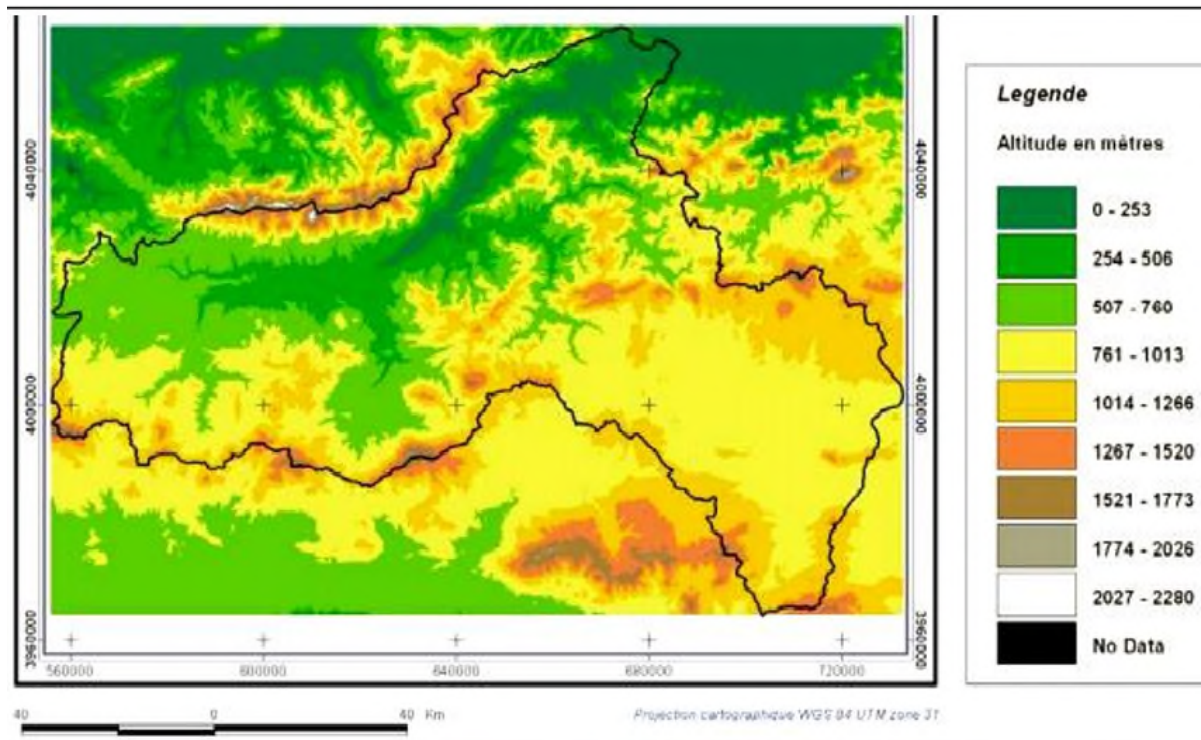 Legende
Altitude en mètres
0 - 253
254 - 506
507 - 760
761 - 1013
1014 - 1266
1267 - 1520
1521 - 1773
1774 - 2026
2027 - 2280
No Data
4040000
4040000
4000000
4000000
3960000
3960000
560000
600000
640000
680000
720000
40 0 40 Km
Projection cartographique WGS 84 UTM zone 31